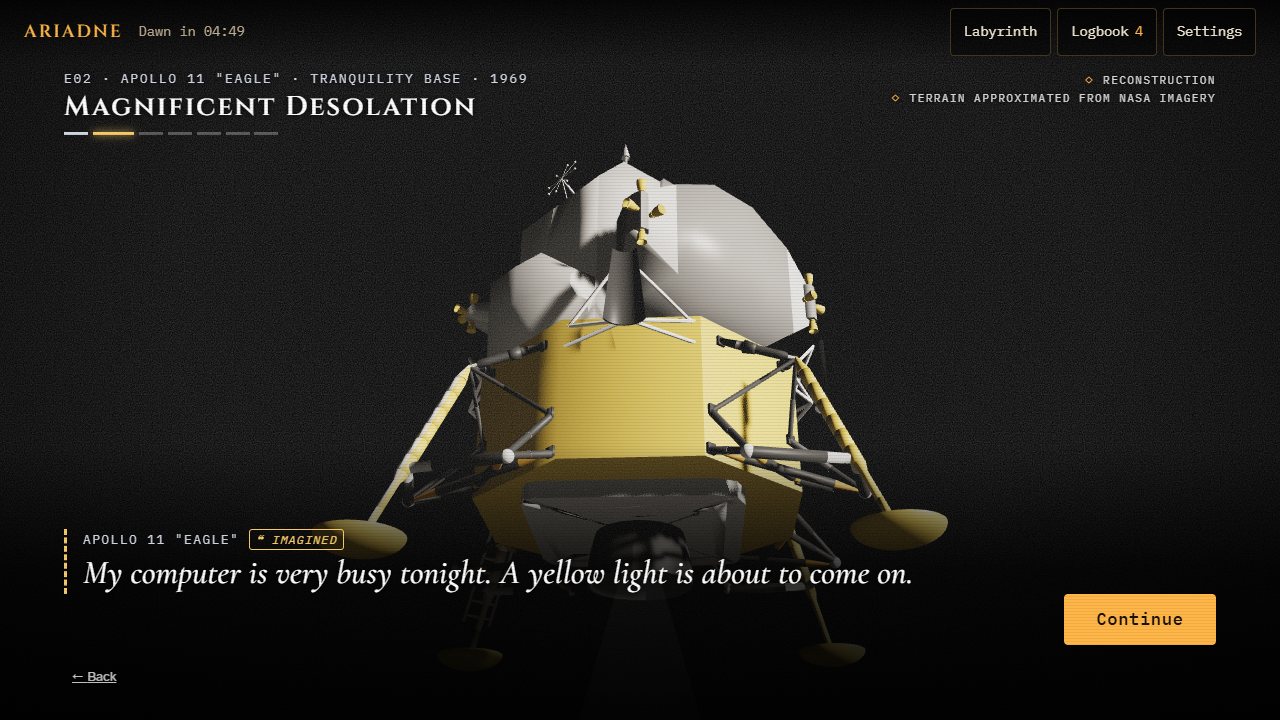 ARIADNE Dawn in 04:49 Labyrinth Logbook 4 Settings
E02 · APOLLO 11 "EAGLE" · TRANQUILITY BASE · 1969
MAGNIFICENT DESOLATION
◇ RECONSTRUCTION
◇ TERRAIN APPROXIMATED FROM NASA IMAGERY
APOLLO 11 "EAGLE" ❝ IMAGINED
My computer is very busy tonight. A yellow light is about to come on.
Continue
← Back